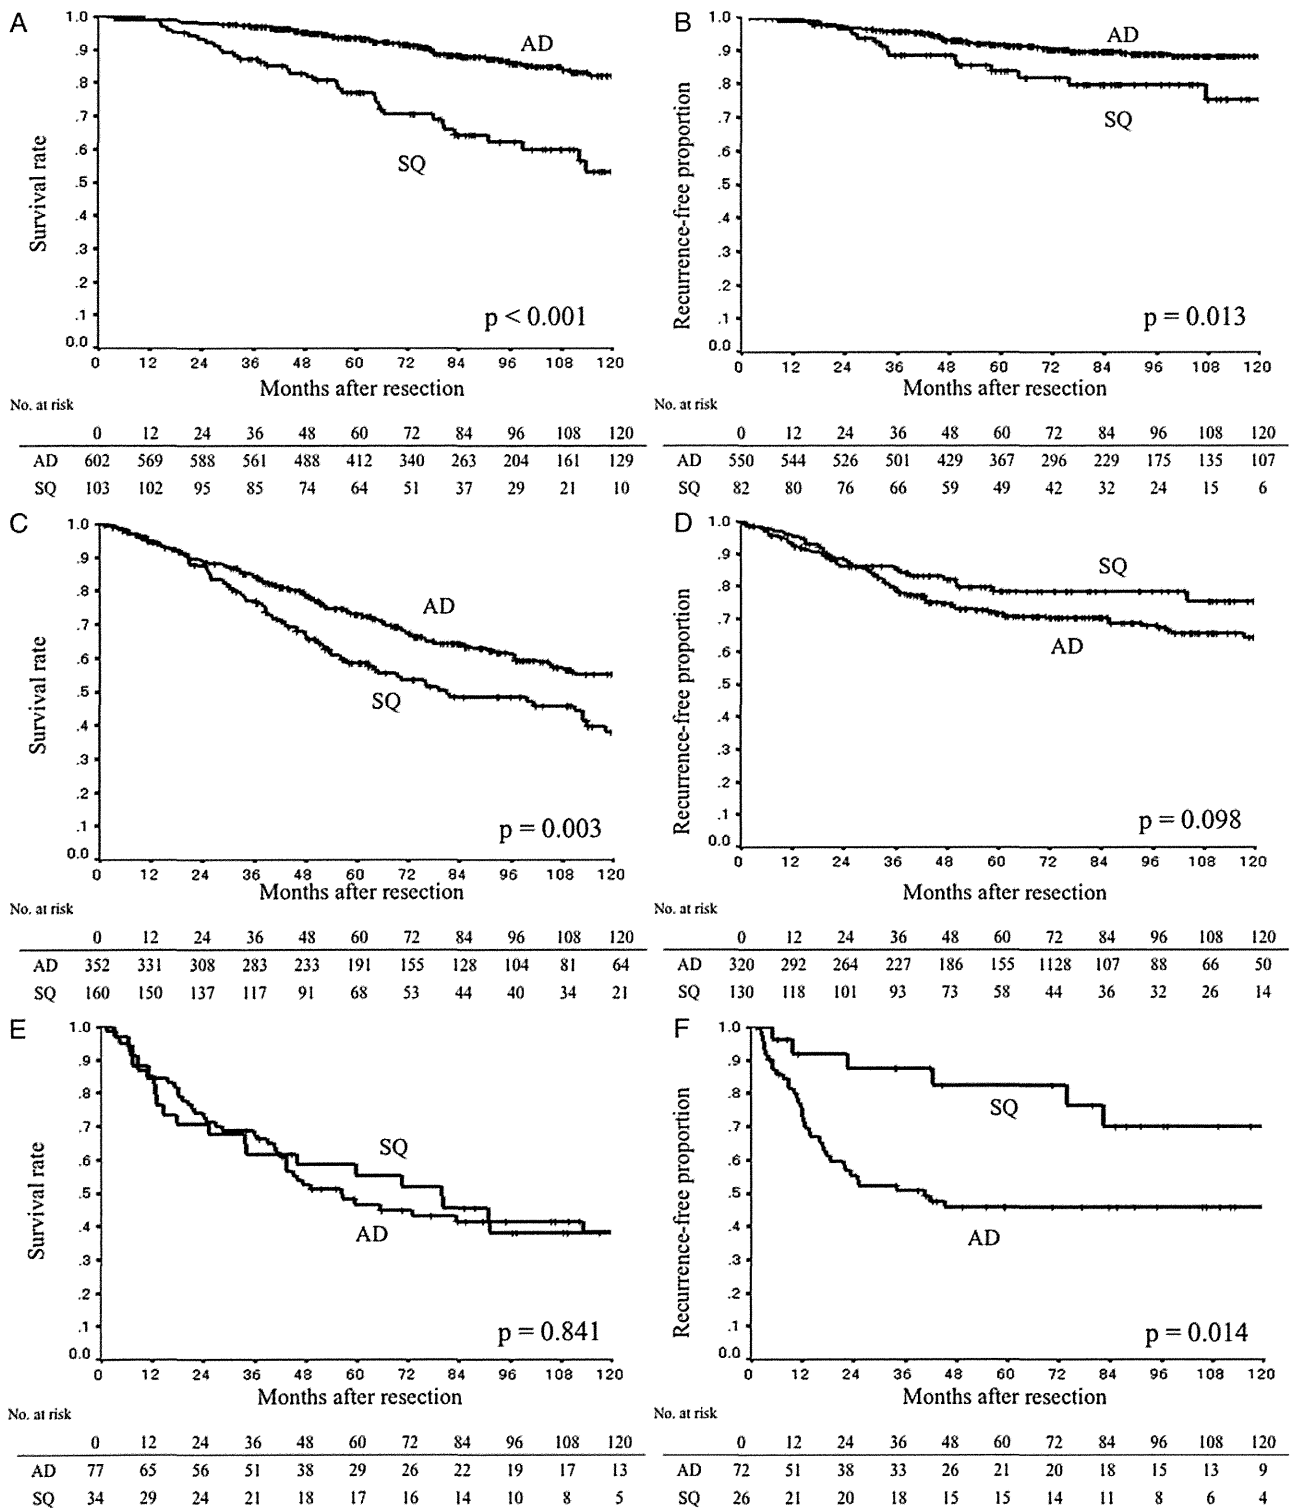 A
1.0
.9
.8
.7
.6
.5
.4
.3
.2
.1
0.0
Survival rate
AD
SQ
p < 0.001
0 12 24 36 48 60 72 84 96 108 120
Months after resection
No. at risk
0 12 24 36 48 60 72 84 96 108 120
AD 602 569 588 561 488 412 340 263 204 161 129
SQ 103 102 95 85 74 64 51 37 29 21 10
B
1.0
.9
.8
.7
.6
.5
.4
.3
.2
.1
0.0
Recurrence-free proportion
AD
SQ
p = 0.013
0 12 24 36 48 60 72 84 96 108 120
Months after resection
No. at risk
0 12 24 36 48 60 72 84 96 108 120
AD 550 544 526 501 429 367 296 229 175 135 107
SQ 82 80 76 66 59 49 42 32 24 15 6
C
1.0
.9
.8
.7
.6
.5
.4
.3
.2
.1
0.0
Survival rate
AD
SQ
p = 0.003
0 12 24 36 48 60 72 84 96 108 120
Months after resection
No. at risk
0 12 24 36 48 60 72 84 96 108 120
AD 352 331 308 283 233 191 155 128 104 81 64
SQ 160 150 137 117 91 68 53 44 40 34 21
D
1.0
.9
.8
.7
.6
.5
.4
.3
.2
.1
0.0
Recurrence-free proportion
SQ
AD
p = 0.098
0 12 24 36 48 60 72 84 96 108 120
Months after resection
No. at risk
0 12 24 36 48 60 72 84 96 108 120
AD 320 292 264 227 186 155 1128 107 88 66 50
SQ 130 118 101 93 73 58 44 36 32 26 14
E
1.0
.9
.8
.7
.6
.5
.4
.3
.2
.1
0.0
Survival rate
SQ
AD
p = 0.841
0 12 24 36 48 60 72 84 96 108 120
Months after resection
No. at risk
0 12 24 36 48 60 72 84 96 108 120
AD 77 65 56 51 38 29 26 22 19 17 13
SQ 34 29 24 21 18 17 16 14 10 8 5
F
1.0
.9
.8
.7
.6
.5
.4
.3
.2
.1
0.0
Recurrence-free proportion
SQ
AD
p = 0.014
0 12 24 36 48 60 72 84 96 108 120
Months after resection
No. at risk
0 12 24 36 48 60 72 84 96 108 120
AD 72 51 38 33 26 21 20 18 15 13 9
SQ 26 21 20 18 15 15 14 11 8 6 4